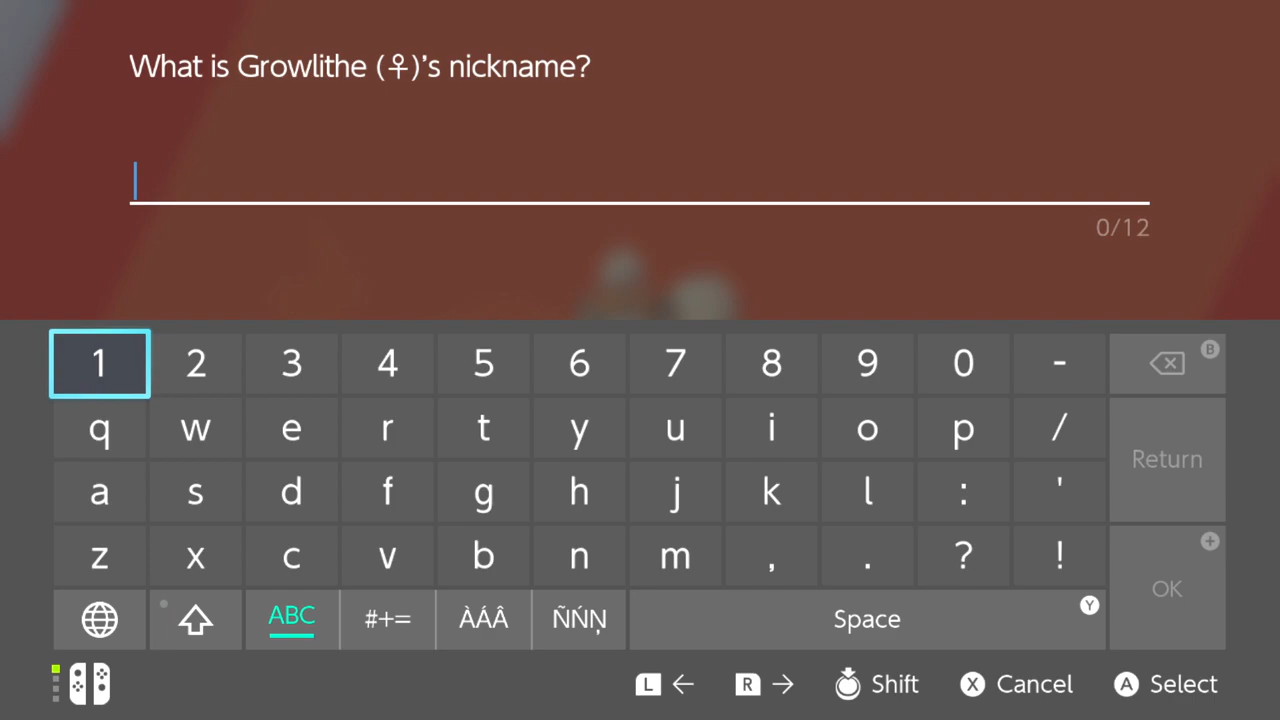 What is Growlithe (♀)'s nickname?
0/12
1 2 3 4 5 6 7 8 9 0 - B
q w e r t y u i o p /
Return
a s d f g h j k l : '
z x c v b n m , . ? ! +
OK
ABC #+= ÀÁÂ ÑŃŅ Space Y
L ← R → Shift X Cancel A Select